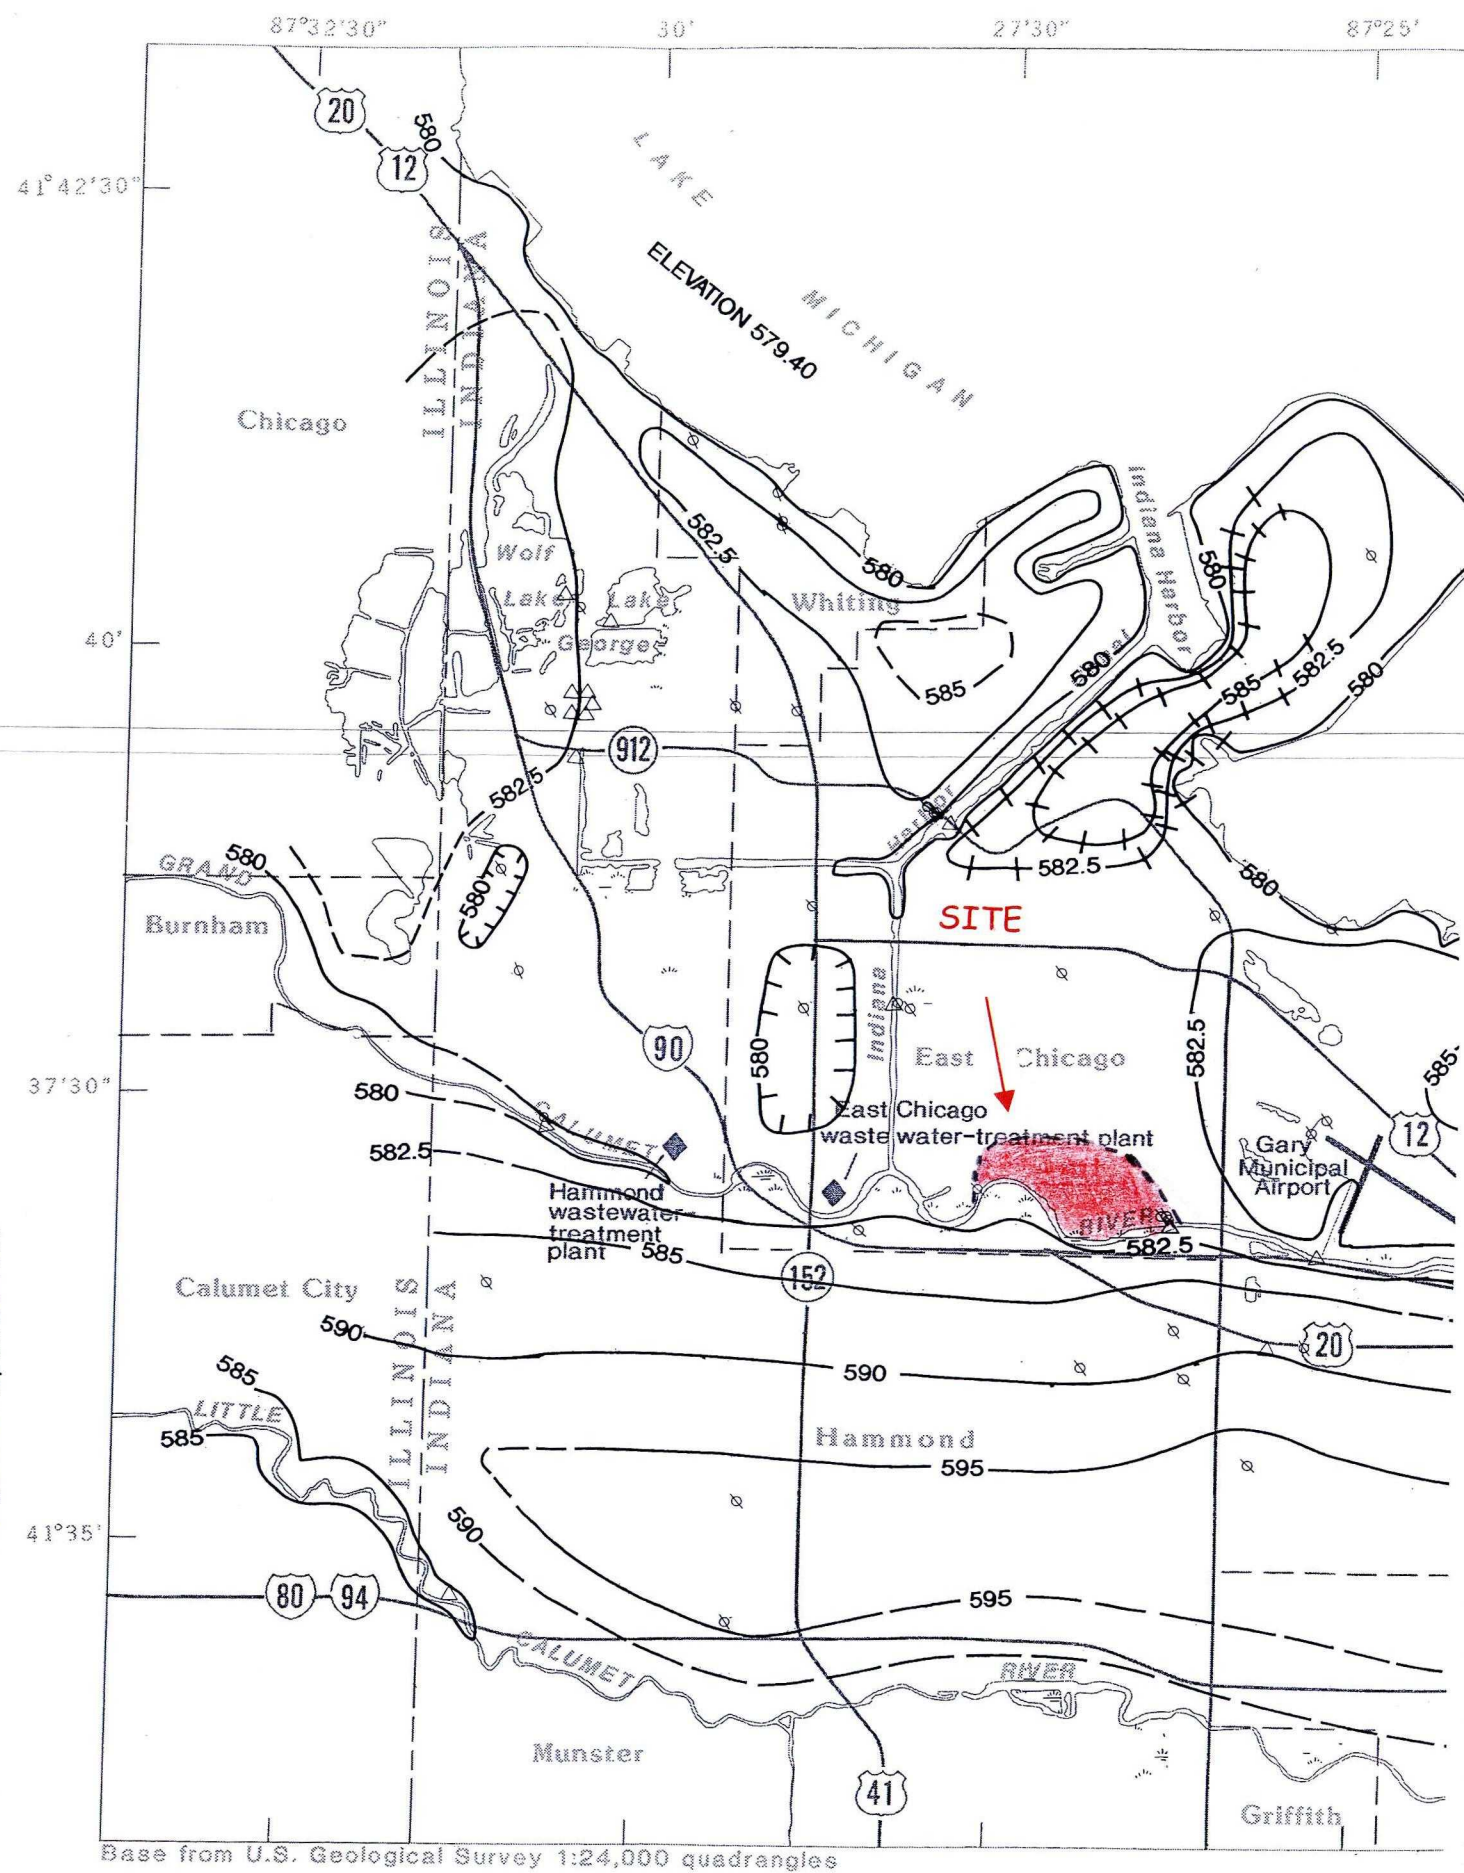 87°32'30"
30'
27'30"
87°25'
20
580
12
LAKE
41°42'30"
ILLINOIS
INDIANA
ELEVATION 579.40
MICHIGAN
Chicago
582.5
Indiana Harbor
Wolf
Lake
Lake
George
580
580
Whiting
40'
580
585
585
582.5
580
912
582.5
Harbor
582.5
580
GRAND
580
580
Burnham
SITE
Indiana
582.5
90
580
East Chicago
585
37'30"
580
CALUMET
East Chicago
waste water-treatment plant
12
582.5
Gary
Municipal
Airport
Hammond
wastewater-
treatment
plant
RIVER
582.5
585
152
Calumet City
590
20
ILLINOIS
INDIANA
590
585
LITTLE
585
Hammond
595
590
41°35'
80
94
595
CALUMET
RIVER
Munster
41
Griffith
Base from U.S. Geological Survey 1:24,000 quadrangles